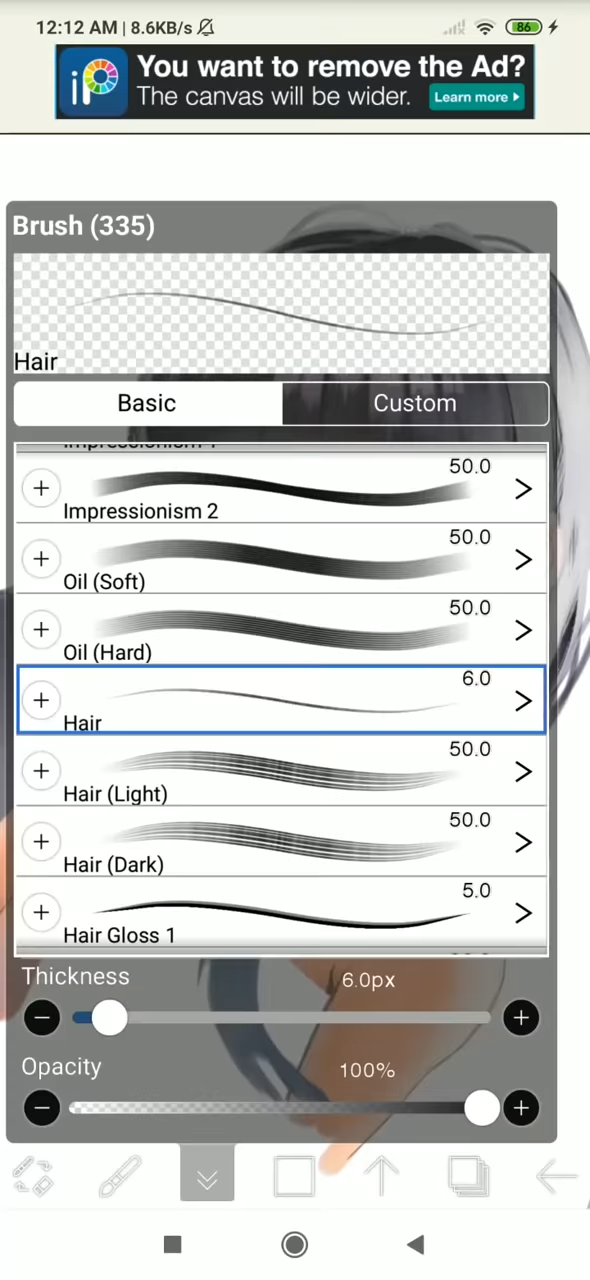 12:12 AM | 8.6KB/s
86
iP
You want to remove the Ad?
The canvas will be wider.
Learn more
Brush (335)
Hair
Basic
Custom
Impressionism 1
50.0
Impressionism 2
50.0
Oil (Soft)
50.0
Oil (Hard)
6.0
Hair
50.0
Hair (Light)
50.0
Hair (Dark)
5.0
Hair Gloss 1
Thickness
6.0px
Opacity
100%